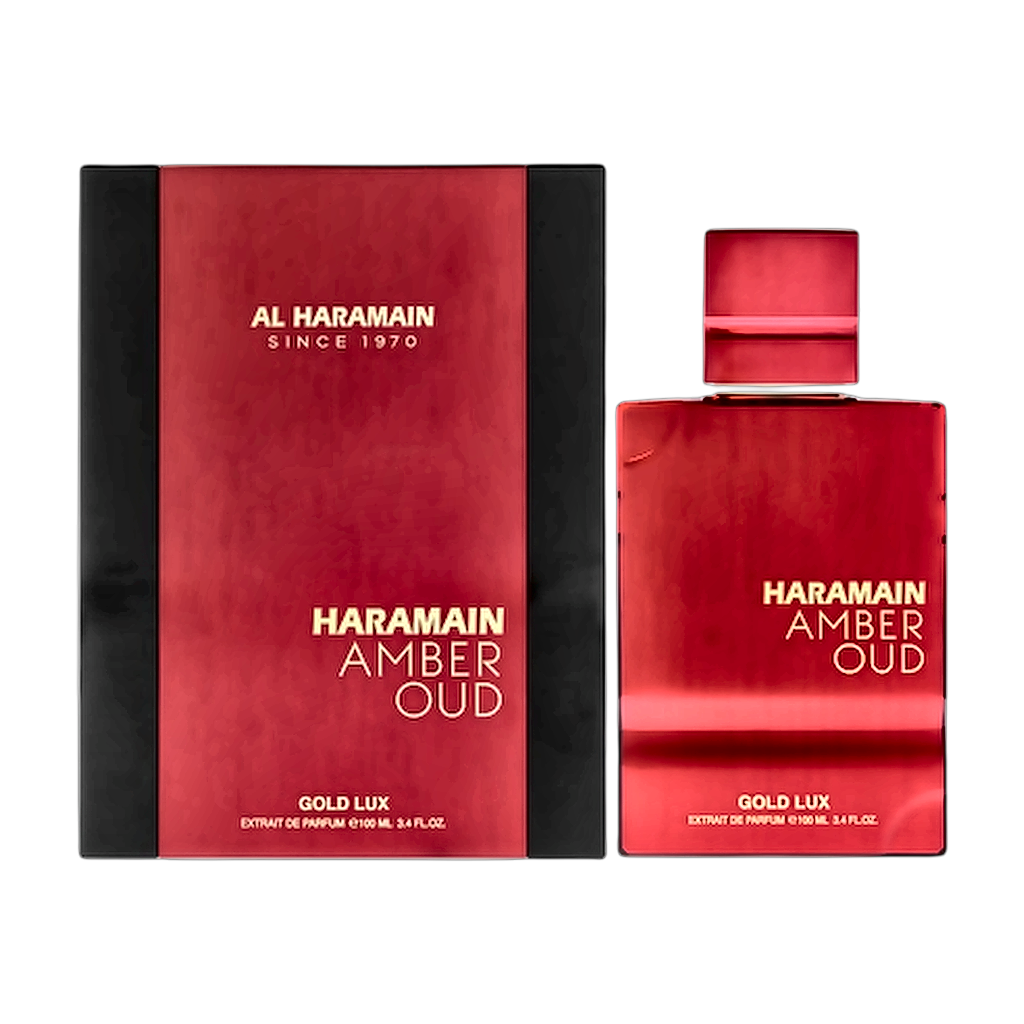 AL HARAMAIN
SINCE 1970
HARAMAIN
AMBER
OUD
GOLD LUX
EXTRAIT DE PARFUM ℮100 ML 3.4 FL.OZ.
HARAMAIN
AMBER
OUD
GOLD LUX
EXTRAIT DE PARFUM ℮100 ML 3.4 FL.OZ.